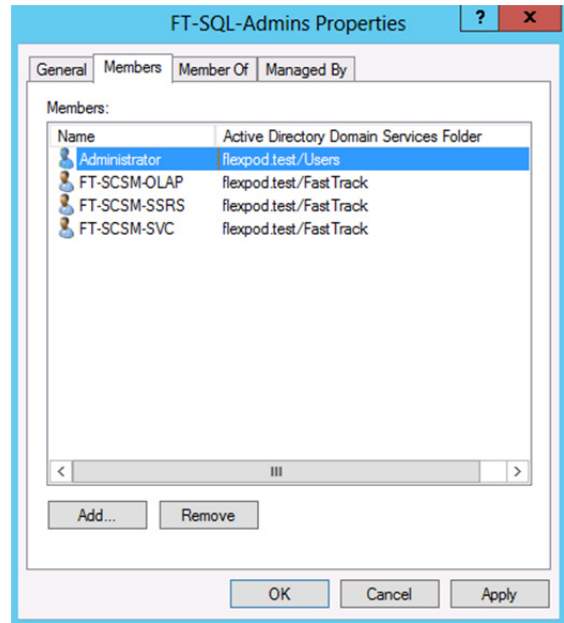 FT-SQL-Admins Properties
?
x
General Members Member Of Managed By
Members:
Name Active Directory Domain Services Folder
Administrator flexpod.test/Users
FT-SCSM-OLAP flexpod.test/FastTrack
FT-SCSM-SSRS flexpod.test/FastTrack
FT-SCSM-SVC flexpod.test/FastTrack
Add... Remove
OK Cancel Apply